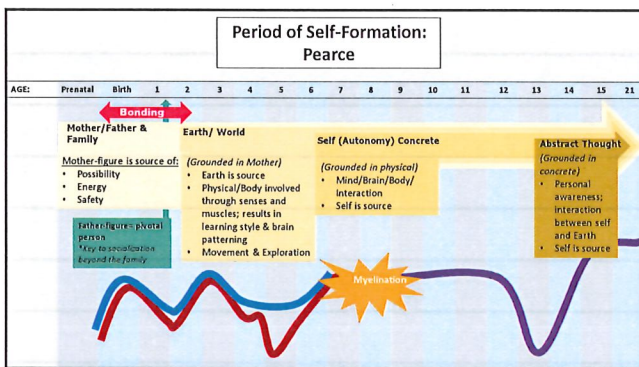 Period of Self-Formation:
Pearce
AGE: Prenatal Birth 1 2 3 4 5 6 7 8 9 10 11 12 13 14 15 21
Bonding
Mother/Father &
Family
Mother-figure is source of:
• Possibility
• Energy
• Safety
Father-figure= pivotal
person
*Key to socialization
beyond the family
Earth/ World
(Grounded in Mother)
• Earth is source
• Physical/Body involved
through senses and
muscles; results in
learning style & brain
patterning
• Movement & Exploration
Self (Autonomy) Concrete
(Grounded in physical)
• Mind/Brain/Body/
Interaction
• Self is source
Abstract Thought
(Grounded in
concrete)
• Personal
awareness;
interaction
between self
and Earth
• Self is source
Myelination